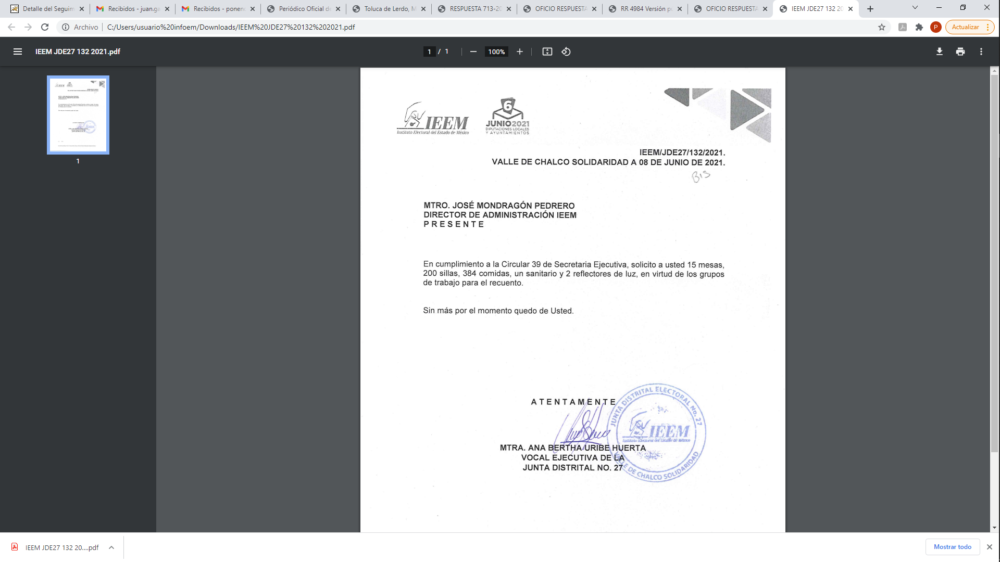 Detalle del Seguim
Recibidos - juan.ga
Recibidos - ponenc
Periódico Oficial de
Toluca de Lerdo, M
RESPUESTA 713-20
OFICIO RESPUESTA
RR 4984 Versión pú
OFICIO RESPUESTA
IEEM JDE27 132 20
Archivo
C:/Users/usuario%20infoem/Downloads/IEEM%20JDE27%20132%202021.pdf
P
Actualizar
IEEM JDE27 132 2021.pdf
1 / 1
100%
1
IEEM
Instituto Electoral del Estado de México
6
JUNIO2021
DIPUTACIONES LOCALES
Y AYUNTAMIENTOS
IEEM/JDE27/132/2021.
VALLE DE CHALCO SOLIDARIDAD A 08 DE JUNIO DE 2021.
BIS
MTRO. JOSÉ MONDRAGÓN PEDRERO
DIRECTOR DE ADMINISTRACIÓN IEEM
P R E S E N T E
En cumplimiento a la Circular 39 de Secretaria Ejecutiva, solicito a usted 15 mesas,
200 sillas, 384 comidas, un sanitario y 2 reflectores de luz, en virtud de los grupos
de trabajo para el recuento.
Sin más por el momento quedo de Usted.
A T E N T A M E N T E
MTRA. ANA BERTHA URIBE HUERTA
VOCAL EJECUTIVA DE LA
JUNTA DISTRITAL NO. 27
JUNTA DISTRITAL ELECTORAL No. 27
IEEM
Instituto Electoral del Estado de México
VALLE DE CHALCO SOLIDARIDAD
IEEM JDE27 132 20....pdf
Mostrar todo